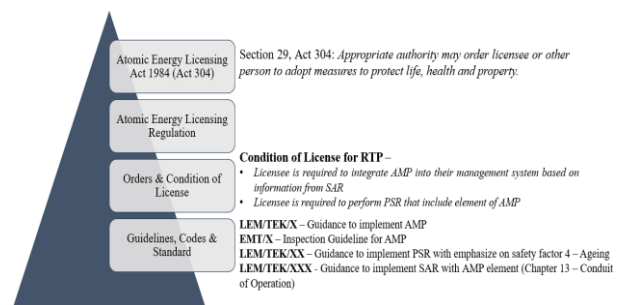 Atomic Energy Licensing
Act 1984 (Act 304)
Section 29, Act 304: Appropriate authority may order licensee or other
person to adopt measures to protect life, health and property.
Atomic Energy Licensing
Regulation
Orders & Condition of
License
Condition of License for RTP –
• Licensee is required to integrate AMP into their management system based on
information from SAR
• Licensee is required to perform PSR that include element of AMP
Guidelines, Codes &
Standard
LEM/TEK/X – Guidance to implement AMP
EMT/X – Inspection Guideline for AMP
LEM/TEK/XX – Guidance to implement PSR with emphasize on safety factor 4 – Ageing
LEM/TEK/XXX - Guidance to implement SAR with AMP element (Chapter 13 – Conduit
of Operation)